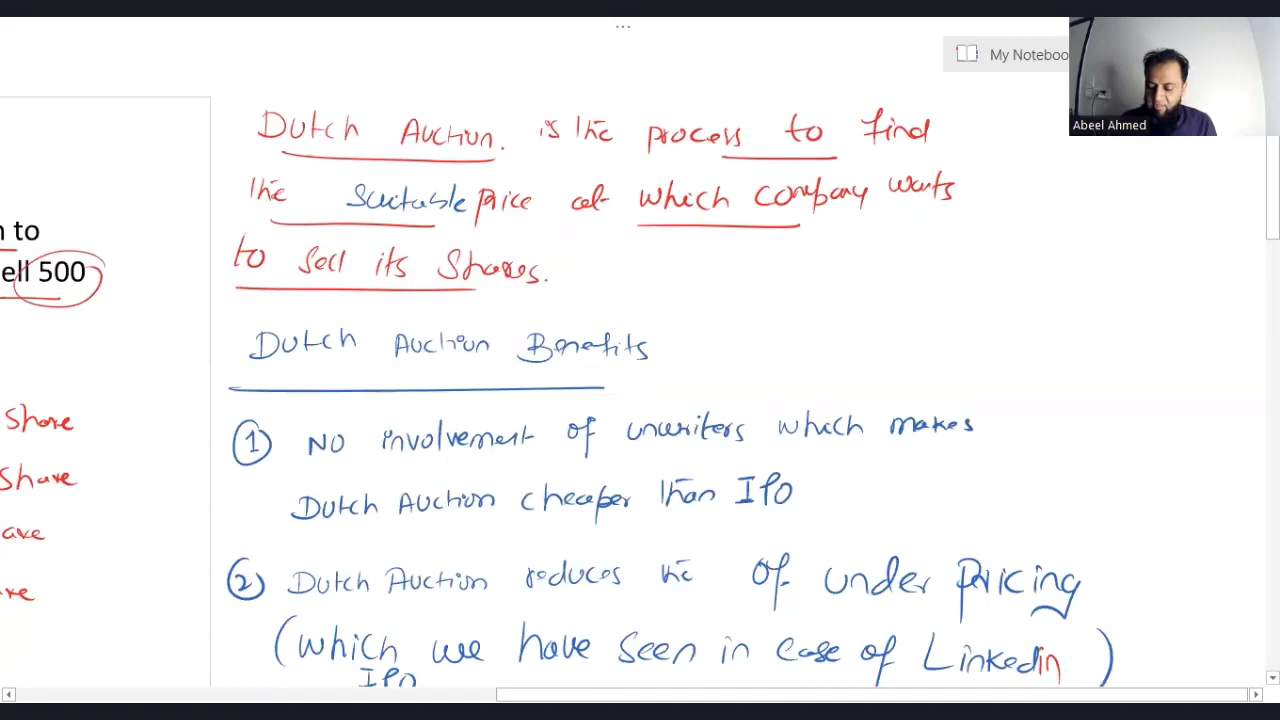 My Noteboo
Abeel Ahmed
n to
ell 500
Share
Share
are
re
Dutch Auction. is the process to find
the suitable price at which company wants
to sell its shares.
Dutch Auction Benefits
① No involvement of unwriters which makes
Dutch Auction cheaper than IPO
② Dutch Auction reduces the of under pricing
(which we have seen in case of Linkedin)
IPO